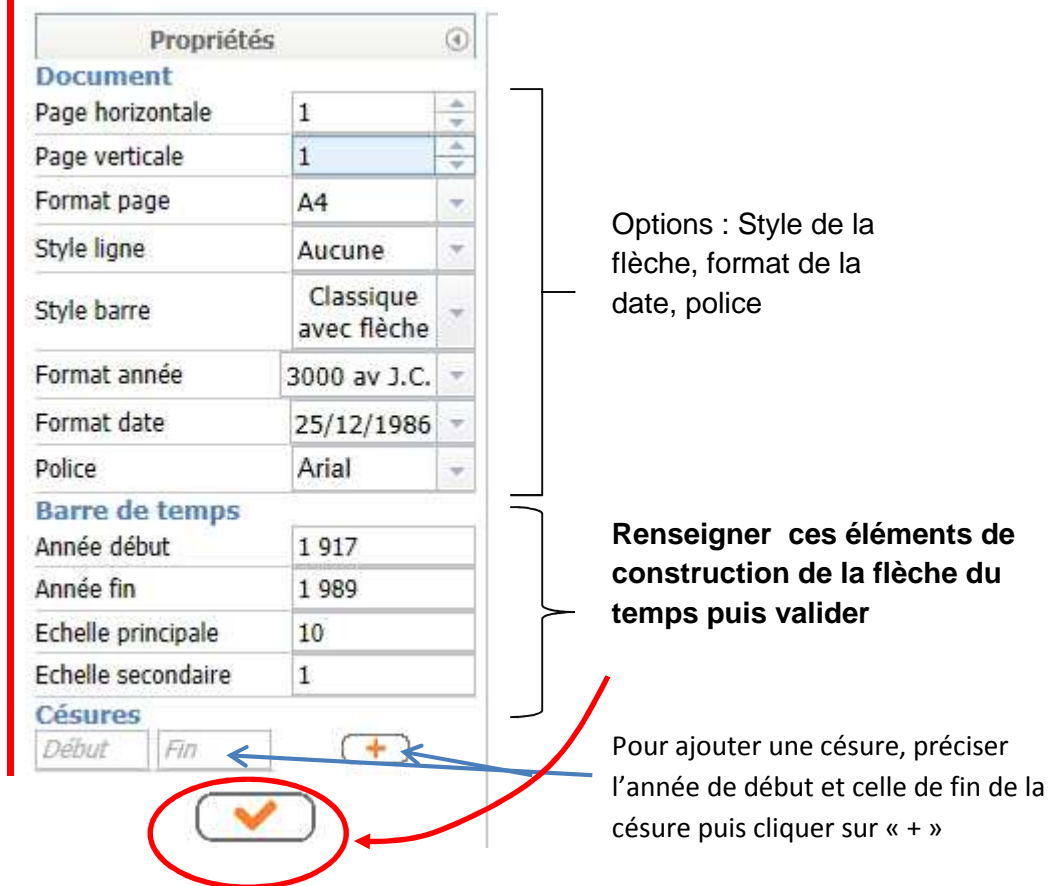 Propriétés
Document
Page horizontale 1
Page verticale 1
Format page A4
Style ligne Aucune
Style barre Classique
avec flèche
Format année 3000 av J.C.
Format date 25/12/1986
Police Arial
Barre de temps
Année début 1 917
Année fin 1 989
Echelle principale 10
Echelle secondaire 1
Césures
Début Fin +
Options : Style de la
flèche, format de la
date, police
Renseigner ces éléments de
construction de la flèche du
temps puis valider
Pour ajouter une césure, préciser
l’année de début et celle de fin de la
césure puis cliquer sur « + »